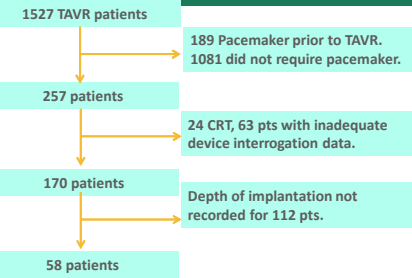 1527 TAVR patients
189 Pacemaker prior to TAVR.
1081 did not require pacemaker.
257 patients
24 CRT, 63 pts with inadequate
device interrogation data.
170 patients
Depth of implantation not
recorded for 112 pts.
58 patients